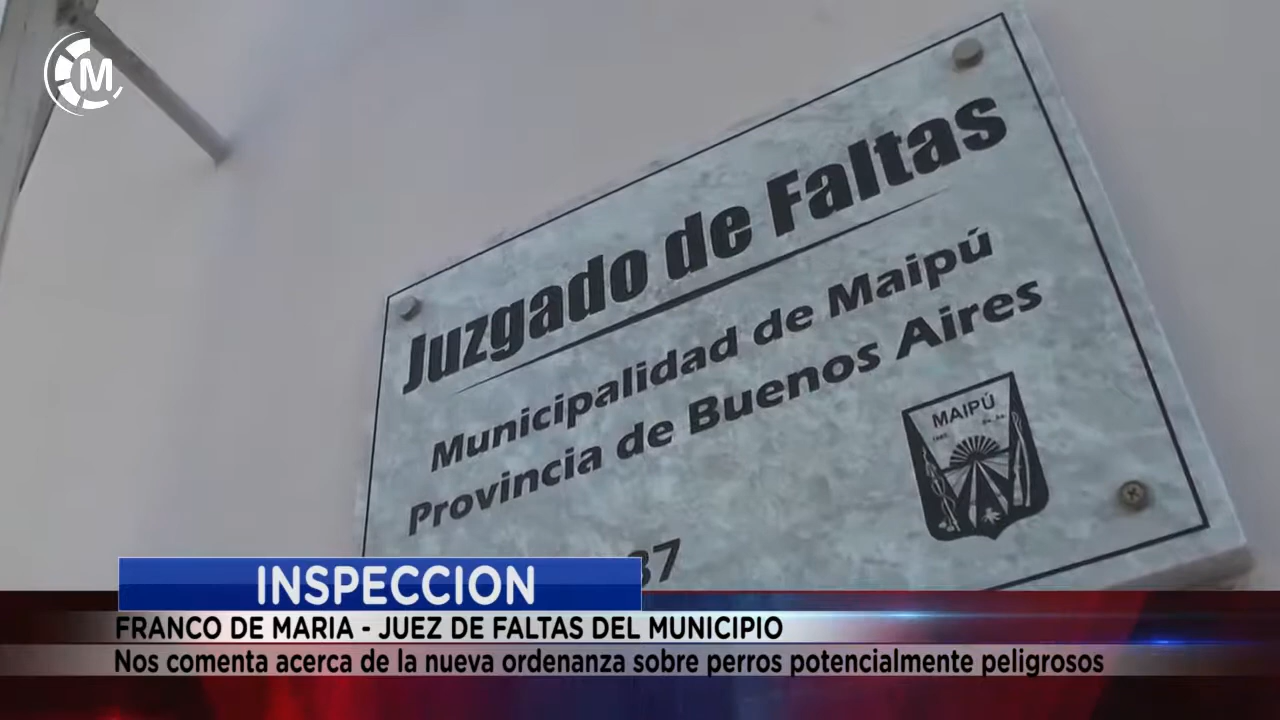 M
Juzgado de Faltas
Municipalidad de Maipú
Provincia de Buenos Aires
MAIPÚ
37
INSPECCION
FRANCO DE MARIA - JUEZ DE FALTAS DEL MUNICIPIO
Nos comenta acerca de la nueva ordenanza sobre perros potencialmente peligrosos